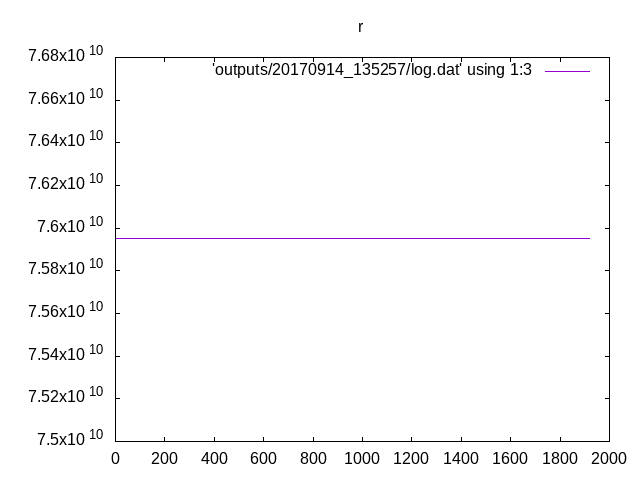 r
'outputs/20170914_135257/log.dat' using 1:3
7.68x10 10
7.66x10 10
7.64x10 10
7.62x10 10
7.6x10 10
7.58x10 10
7.56x10 10
7.54x10 10
7.52x10 10
7.5x10 10
0 200 400 600 800 1000 1200 1400 1600 1800 2000